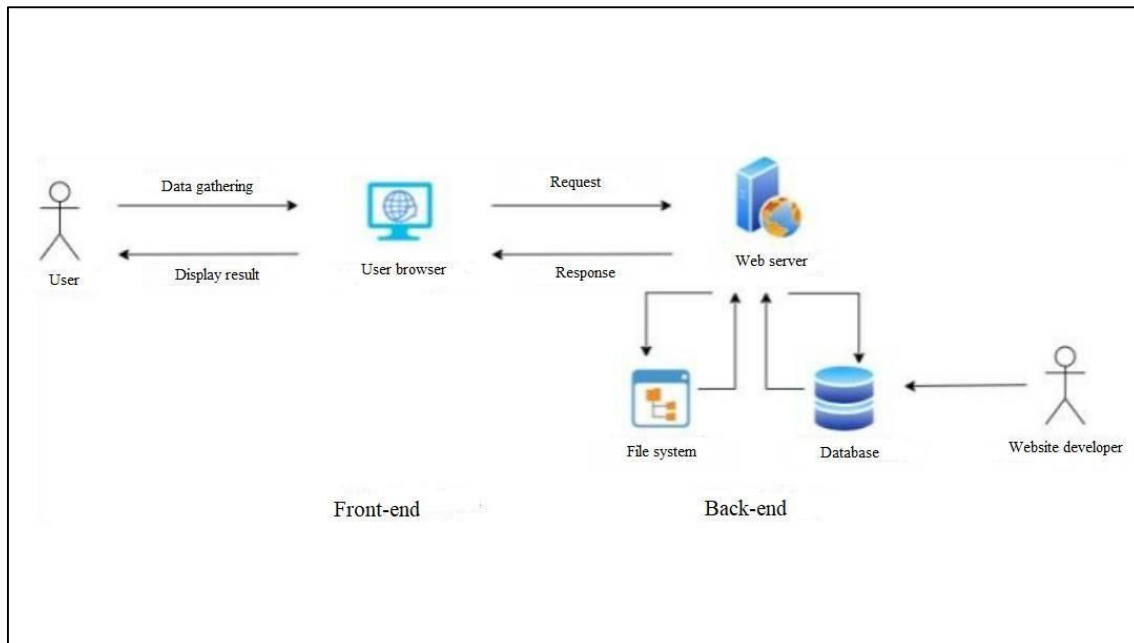 Data gathering
Request
User
Display result
User browser
Response
Web server
File system
Database
Website developer
Front-end
Back-end